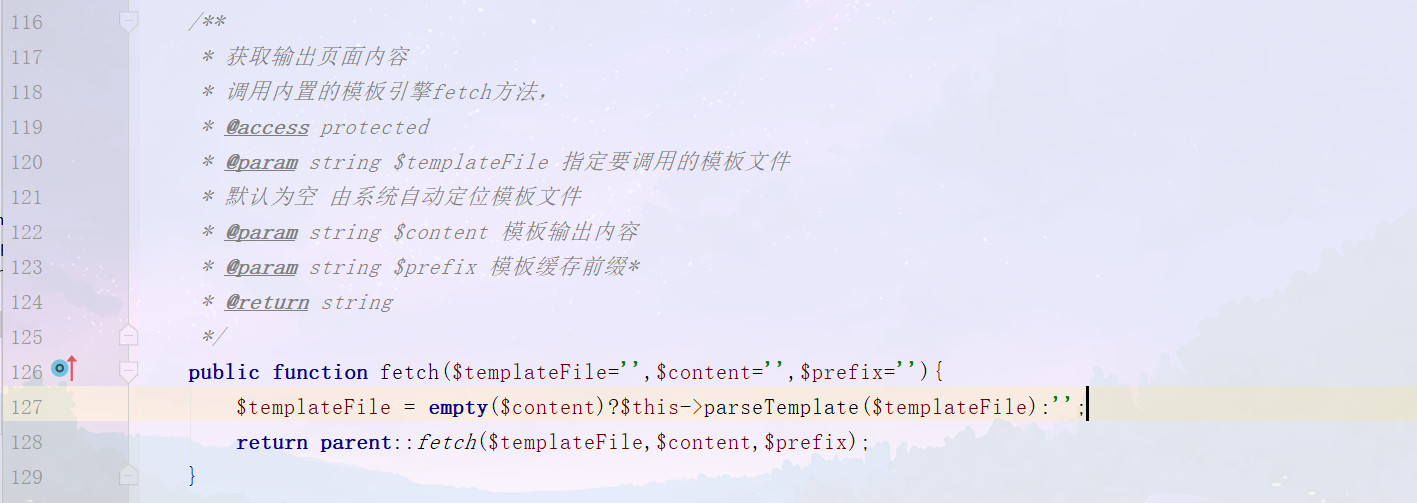 116 /**
117 * 获取输出页面内容
118 * 调用内置的模板引擎fetch方法，
119 * @access protected
120 * @param string $templateFile 指定要调用的模板文件
121 * 默认为空 由系统自动定位模板文件
122 * @param string $content 模板输出内容
123 * @param string $prefix 模板缓存前缀*
124 * @return string
125 */
126 public function fetch($templateFile='',$content='',$prefix=''){
127 $templateFile = empty($content)?$this->parseTemplate($templateFile):'';
128 return parent::fetch($templateFile,$content,$prefix);
129 }